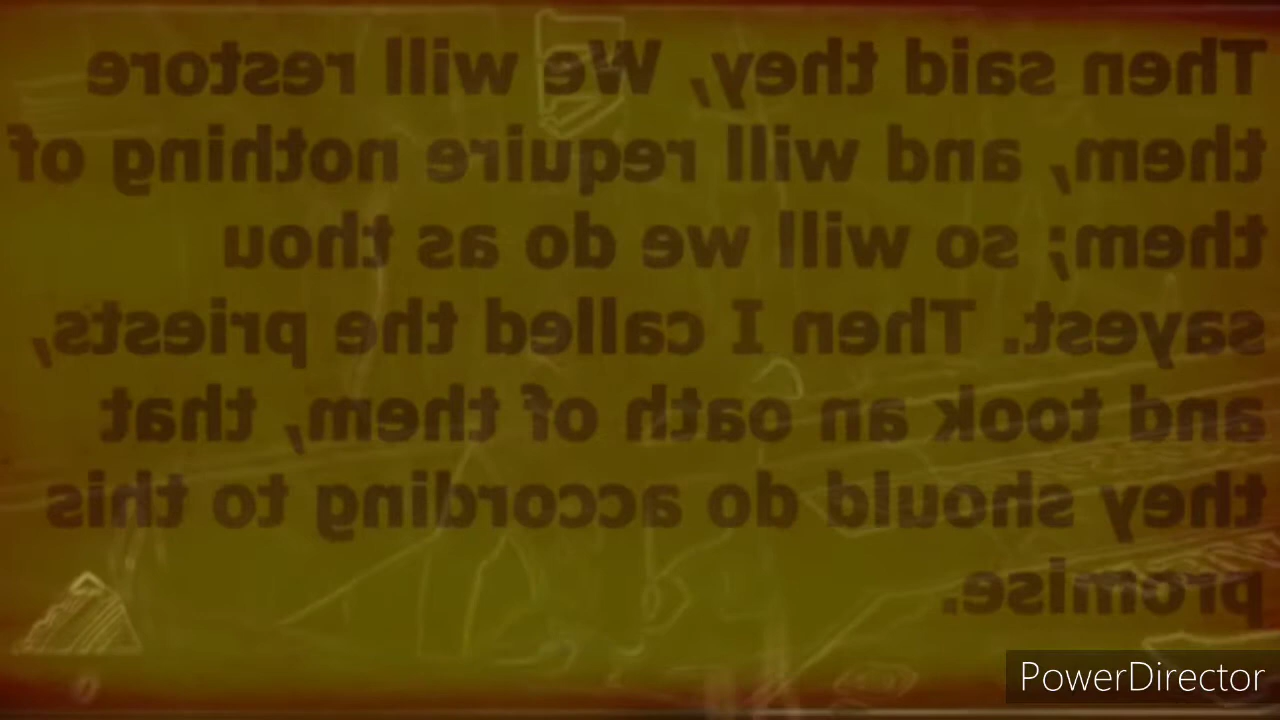 Then said they, We will restore
them, and will require nothing of
them; so will we do as thou
sayest. Then I called the priests,
and took an oath of them, that
they should do according to this
promise.
PowerDirector